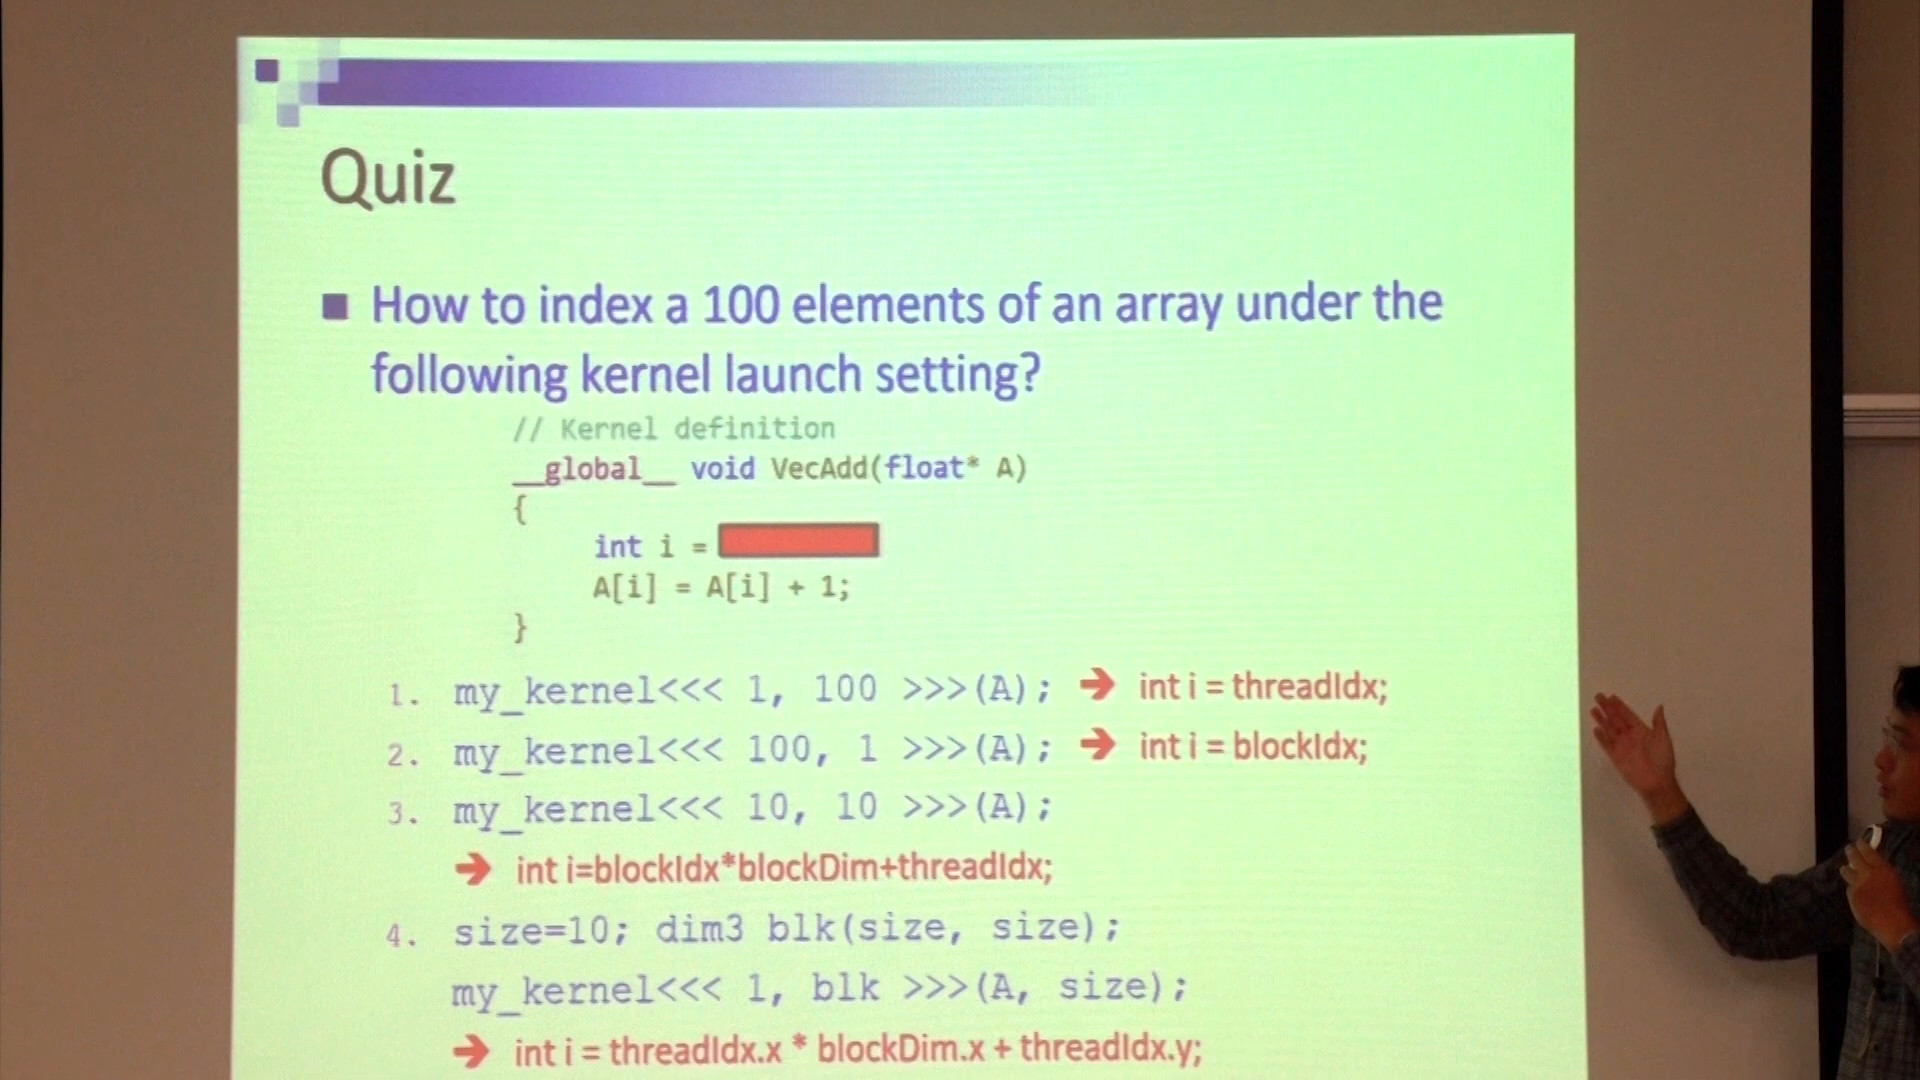 Quiz
How to index a 100 elements of an array under the
following kernel launch setting?
// Kernel definition
__global__ void VecAdd(float* A)
{
int i =
A[i] = A[i] + 1;
}
1. my_kernel<<< 1, 100 >>>(A); ➔ int i = threadIdx;
2. my_kernel<<< 100, 1 >>>(A); ➔ int i = blockIdx;
3. my_kernel<<< 10, 10 >>>(A);
➔ int i=blockIdx*blockDim+threadIdx;
4. size=10; dim3 blk(size, size);
my_kernel<<< 1, blk >>>(A, size);
➔ int i = threadIdx.x * blockDim.x + threadIdx.y;